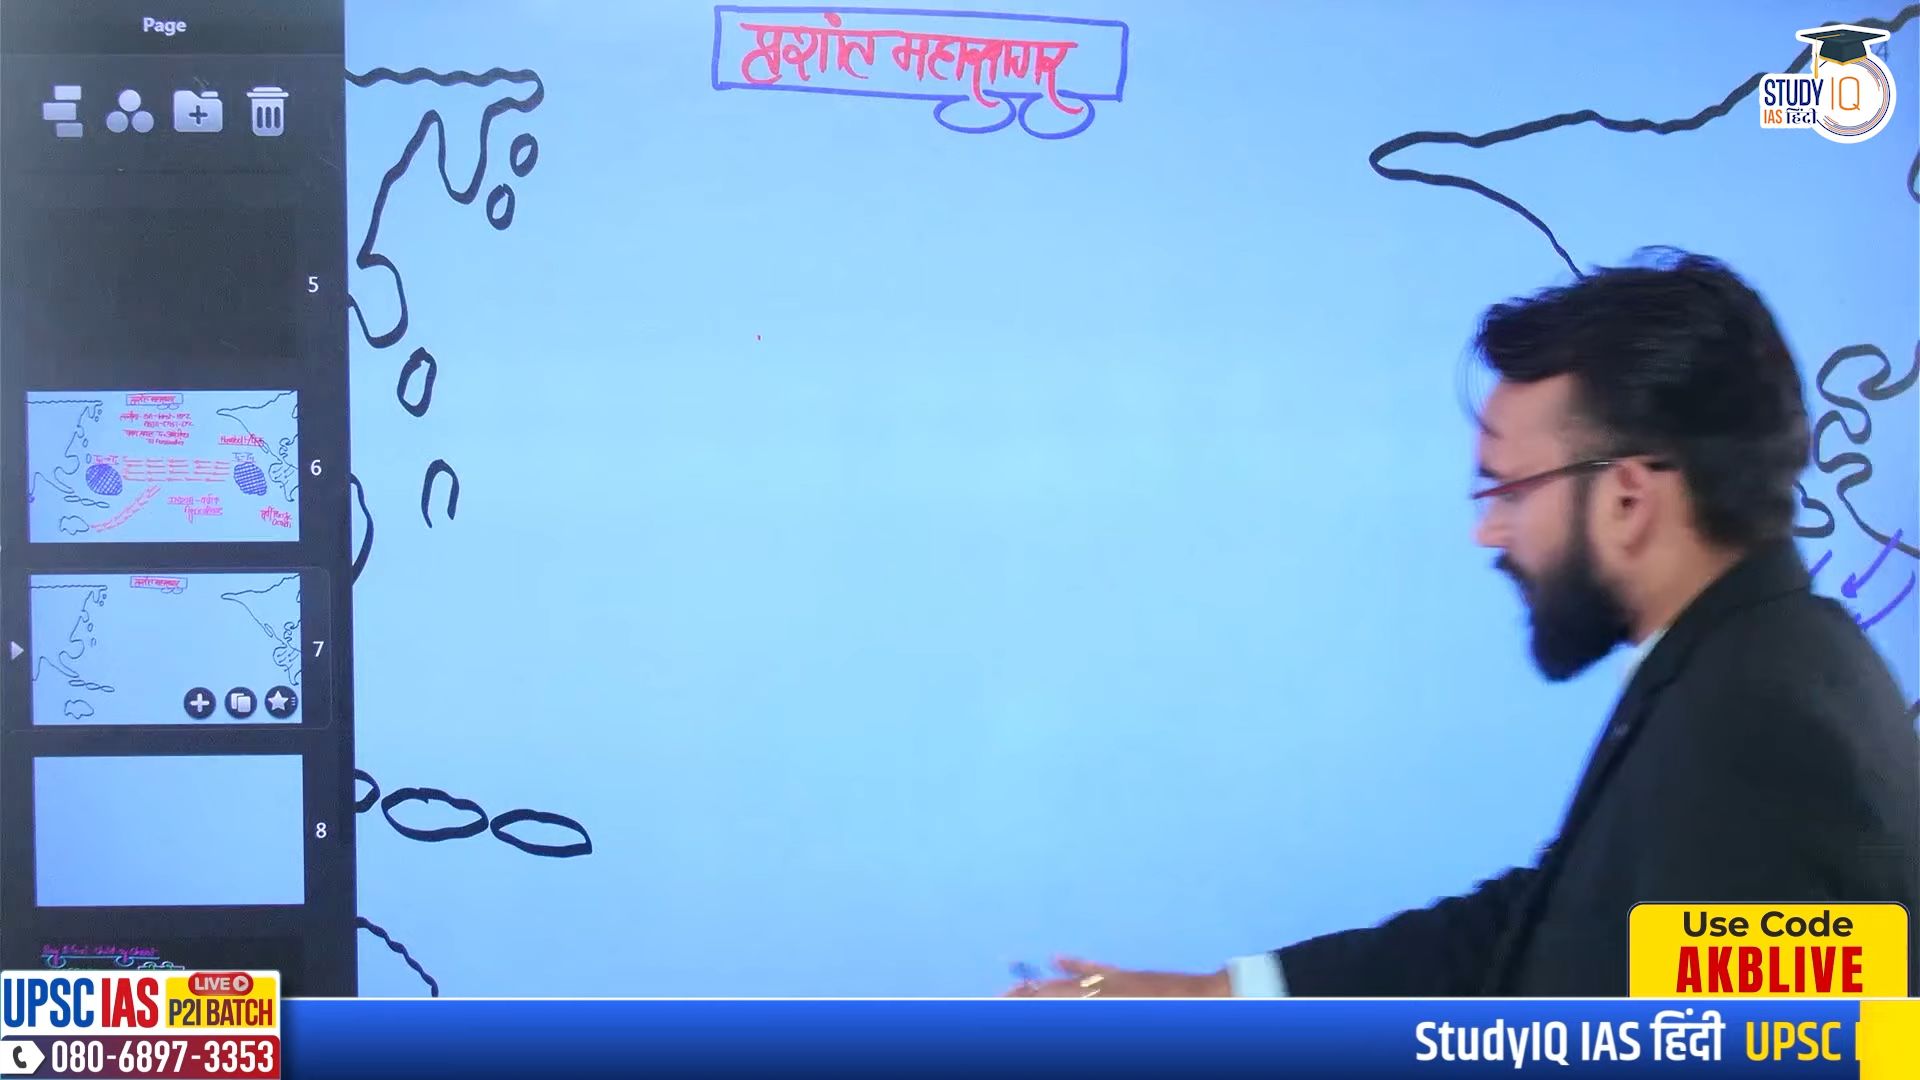 Page
प्रशांत महासागर
4
STUDY IQ
IAS हिंदी
5
6
7
8
Use Code
AKBLIVE
UPSC IAS
LIVE
P2I BATCH
080-6897-3353
StudyIQ IAS हिंदी UPSC